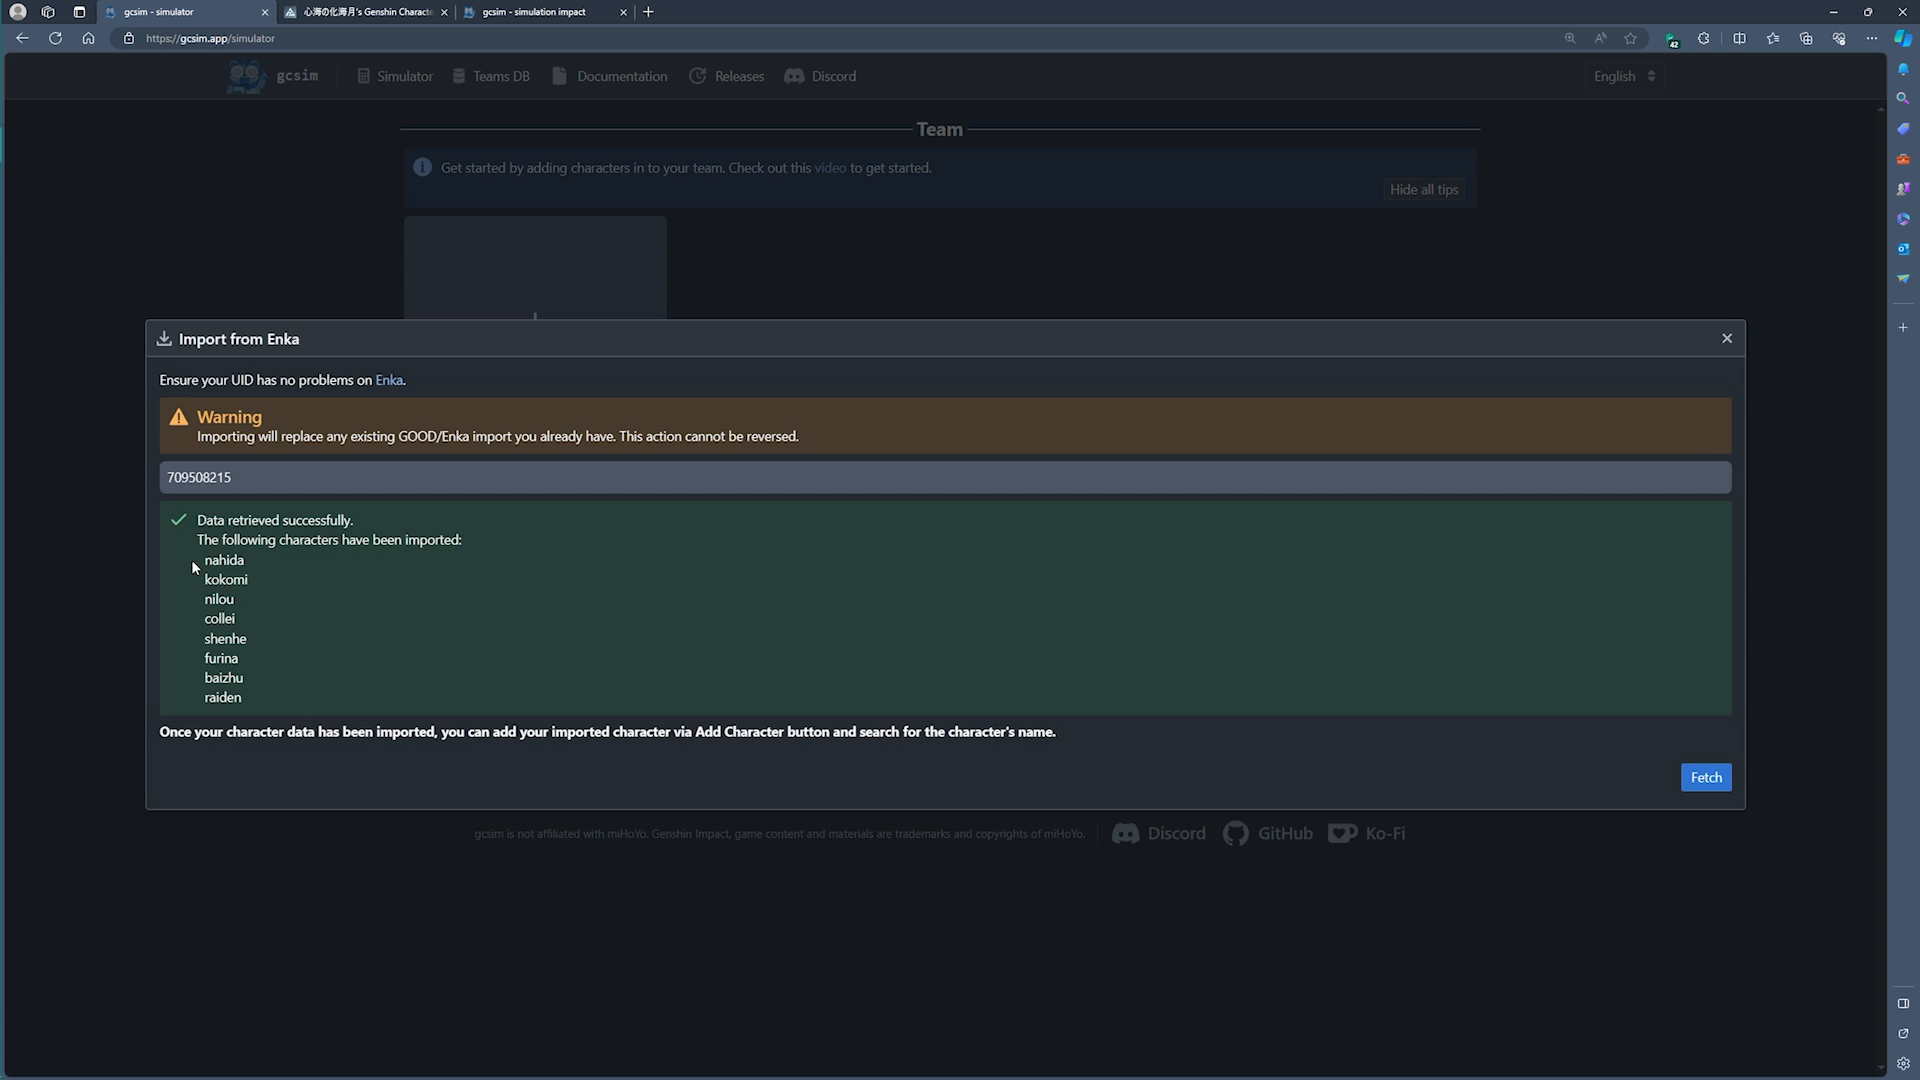 gcsim - simulator
心海の化海月's Genshin Characte
gcsim - simulation impact
https://gcsim.app/simulator
42
gcsim
Simulator
Teams DB
Documentation
Releases
Discord
English
Team
Get started by adding characters in to your team. Check out this video to get started.
Hide all tips
Import from Enka
Ensure your UID has no problems on Enka.
Warning
Importing will replace any existing GOOD/Enka import you already have. This action cannot be reversed.
709508215
Data retrieved successfully.
The following characters have been imported:
nahida
kokomi
nilou
collei
shenhe
furina
baizhu
raiden
Once your character data has been imported, you can add your imported character via Add Character button and search for the character's name.
Fetch
gcsim is not affiliated with miHoYo. Genshin Impact, game content and materials are trademarks and copyrights of miHoYo.
Discord
GitHub
Ko-Fi